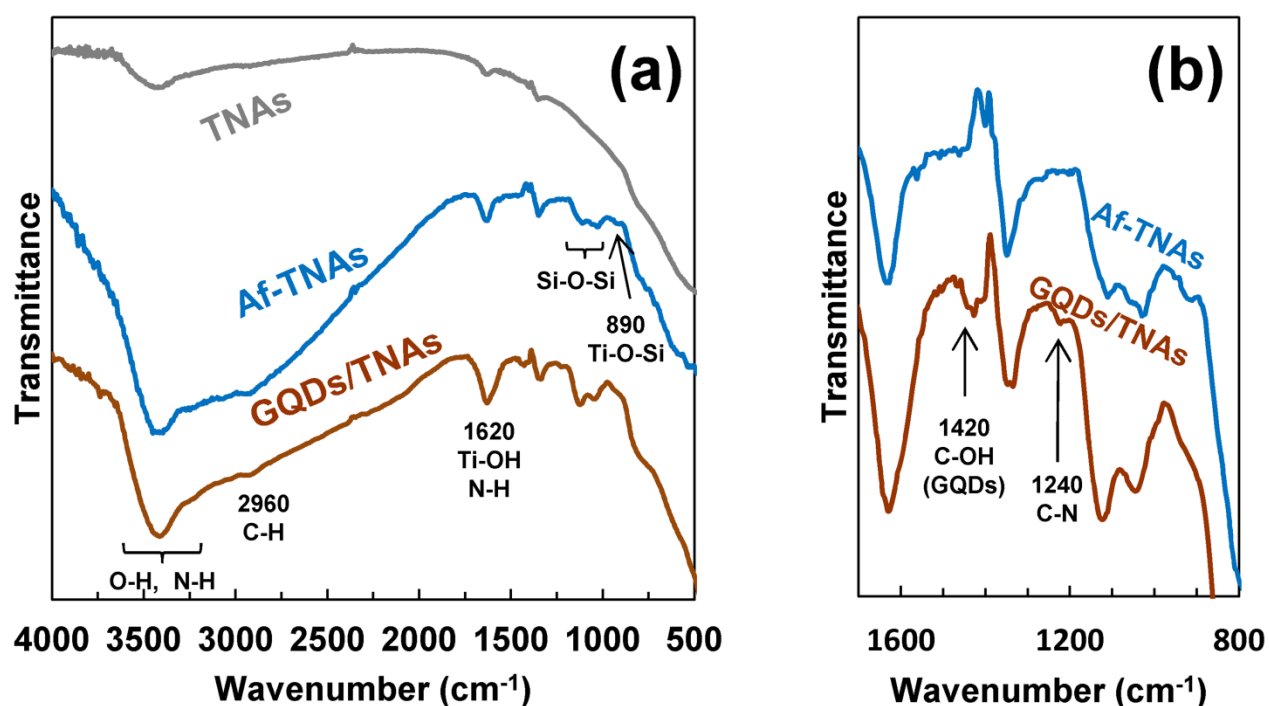 (a)
TNAs
Af-TNAs
GQDs/TNAs
Si-O-Si
890
Ti-O-Si
1620
Ti-OH
N-H
2960
C-H
O-H, N-H
Transmittance
4000 3500 3000 2500 2000 1500 1000 500
Wavenumber (cm-1)
(b)
Af-TNAs
GQDs/TNAs
1420
C-OH
(GQDs)
1240
C-N
Transmittance
1600 1200 800
Wavenumber (cm-1)